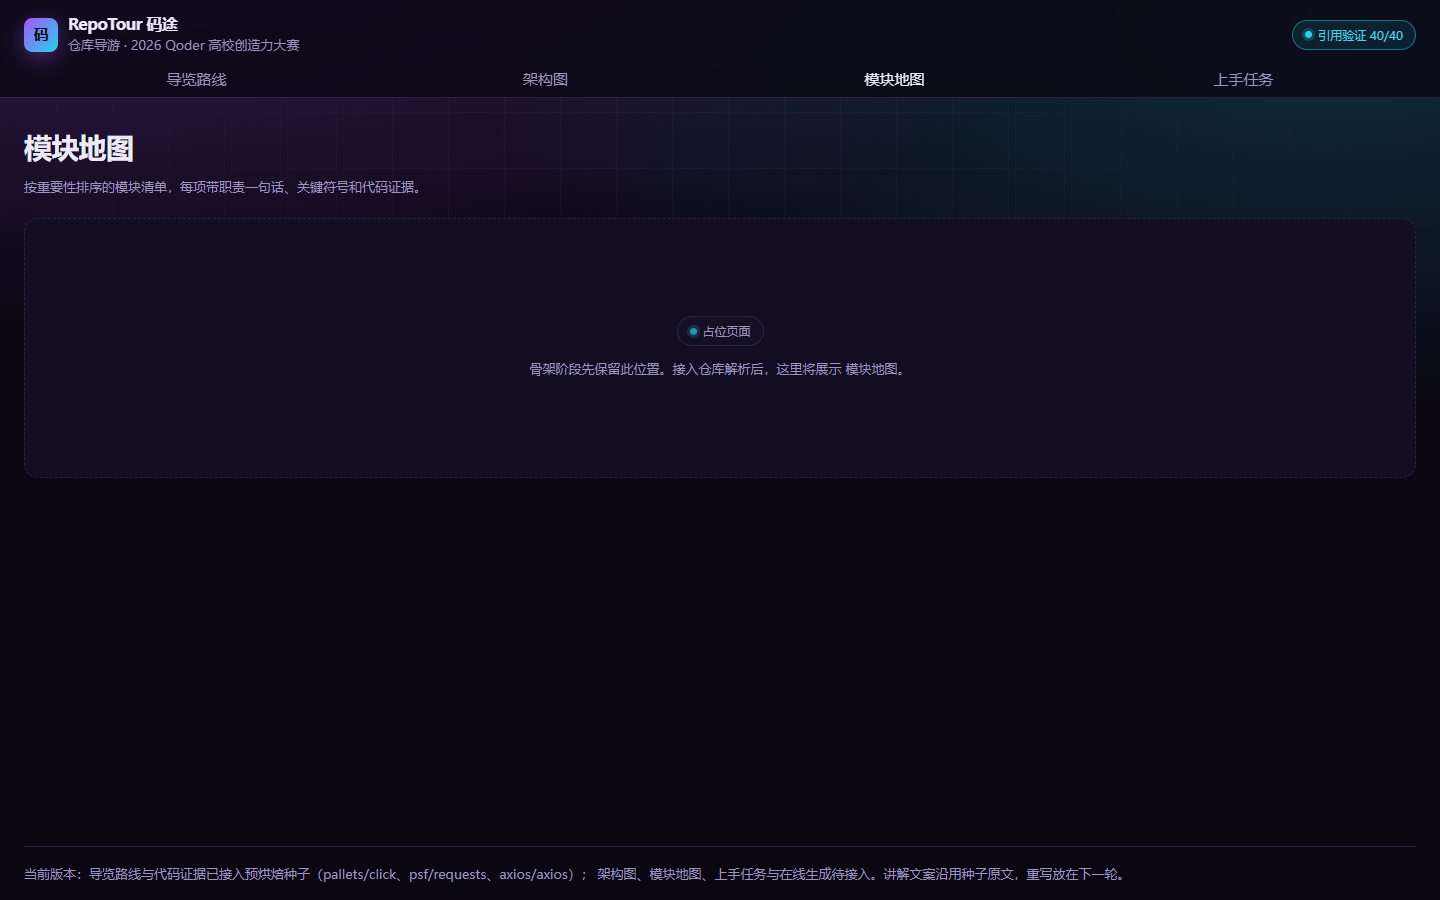 码
RepoTour 码途
仓库导游 · 2026 Qoder 高校创造力大赛
引用验证 40/40
导览路线
架构图
模块地图
上手任务
模块地图
按重要性排序的模块清单，每项带职责一句话、关键符号和代码证据。
占位页面
骨架阶段先保留此位置。接入仓库解析后，这里将展示 模块地图。
当前版本：导览路线与代码证据已接入预烘焙种子（pallets/click、psf/requests、axios/axios）； 架构图、模块地图、上手任务与在线生成待接入。讲解文案沿用种子原文，重写放在下一轮。